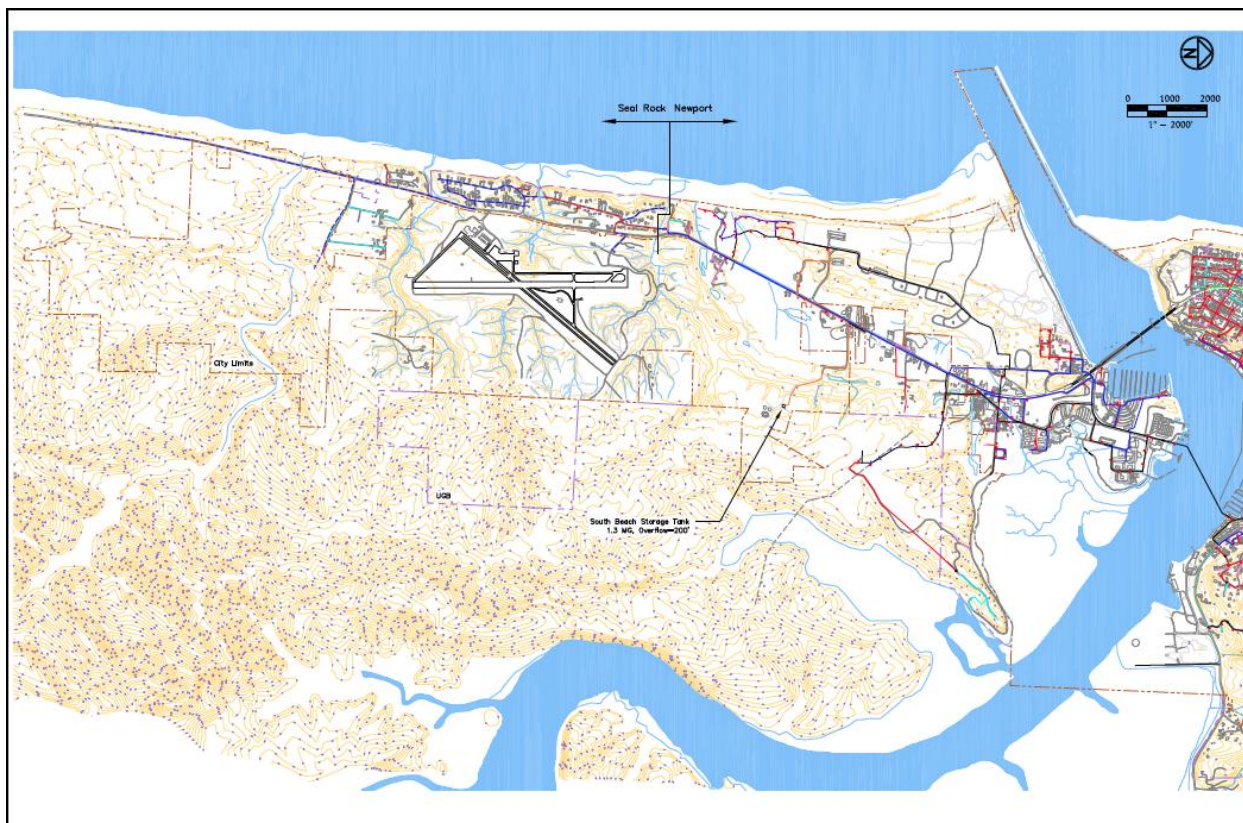 N
0 1000 2000
1" = 2000'
Seal Rock Newport
City Limits
UGB
South Beach Storage Tank
1.3 MG, Overflow=200'